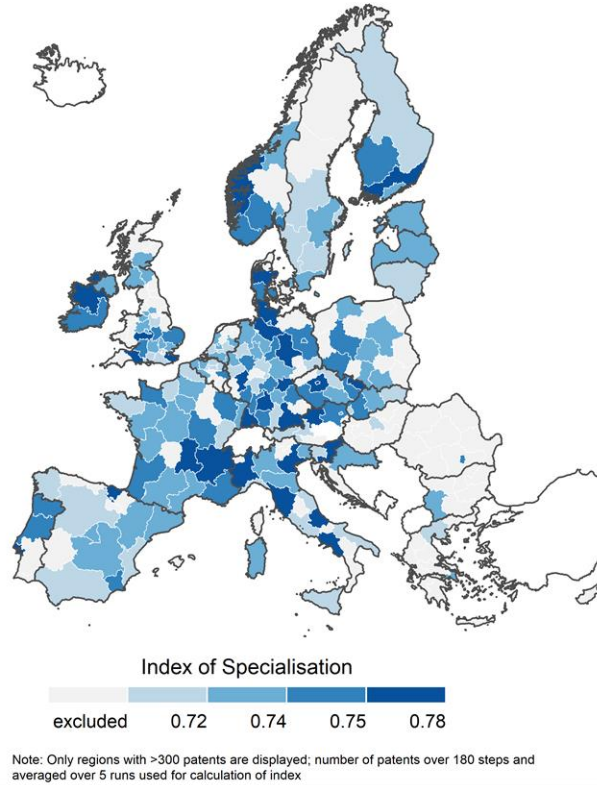 Index of Specialisation
excluded 0.72 0.74 0.75 0.78
Note: Only regions with >300 patents are displayed; number of patents over 180 steps and
averaged over 5 runs used for calculation of index